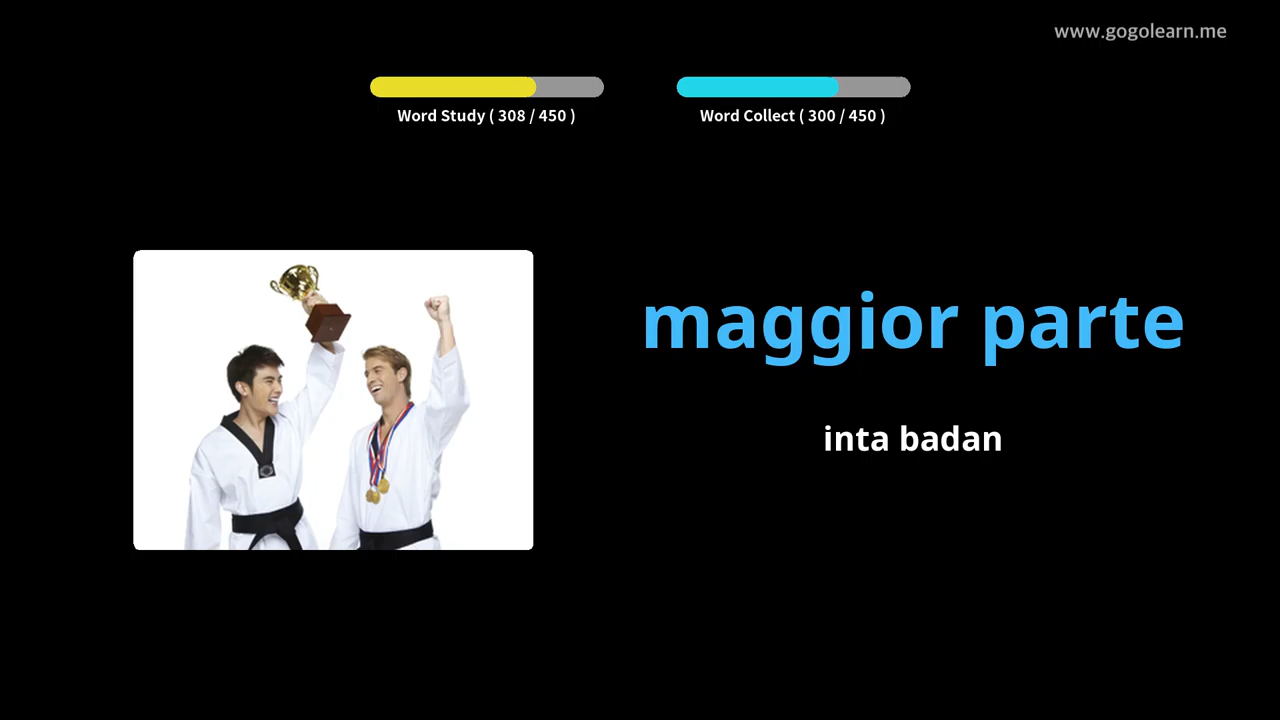 www.gogolearn.me
Word Study ( 308 / 450 )
Word Collect ( 300 / 450 )
maggior parte
inta badan